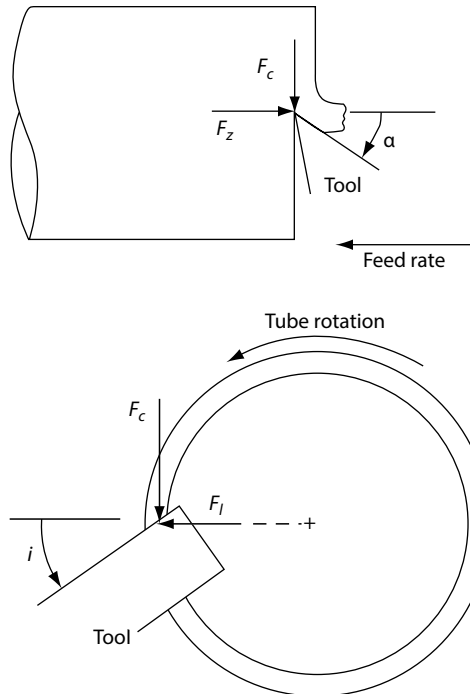 F_c
F_z
α
Tool
Feed rate
Tube rotation
F_c
F_l
+
i
Tool